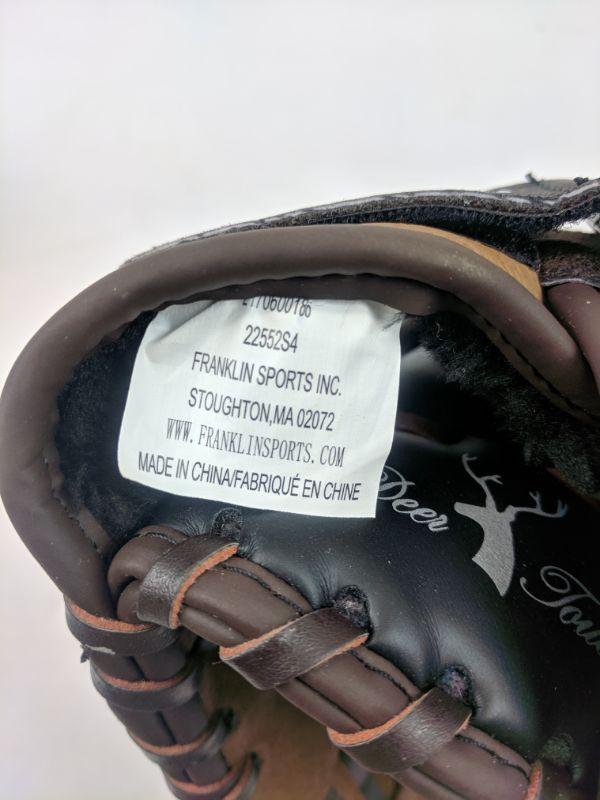 22552S4
FRANKLIN SPORTS INC.
STOUGHTON,MA 02072
WWW.FRANKLINSPORTS.COM
MADE IN CHINA/FABRIQUÉ EN CHINE
Deer